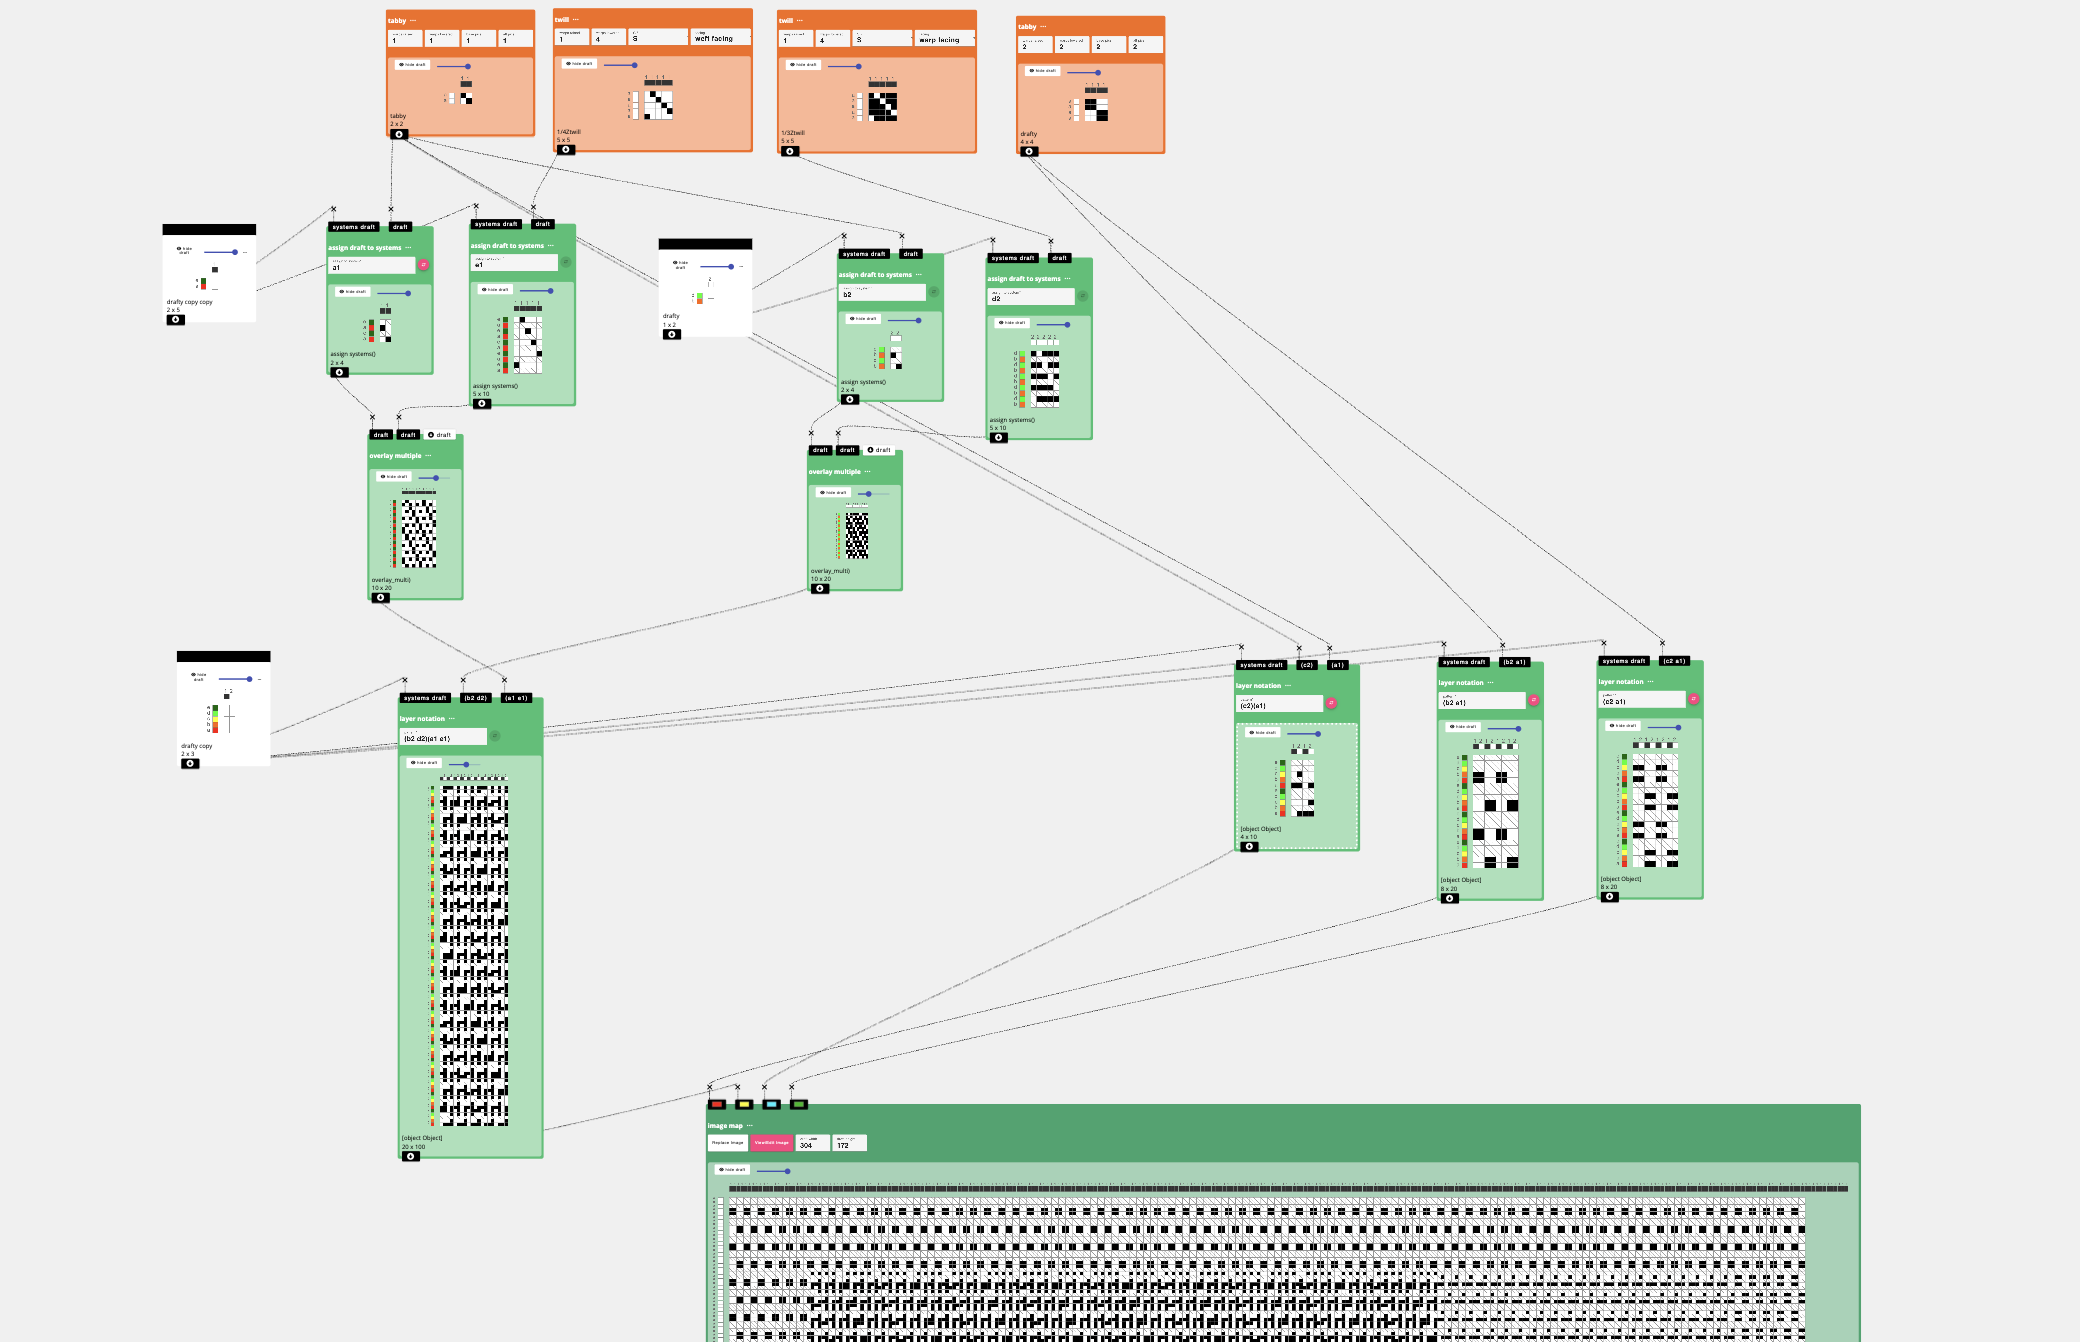 tabby ···
1 1 1 1
hide draft
tabby
2 x 2
twill ···
1 4 S weft facing
hide draft
1/4Ztwill
5 x 5
twill ···
1 4 S warp facing
hide draft
1/3Ztwill
5 x 5
tabby ···
2 2 2 2
hide draft
drafty
4 x 4
hide draft
drafty copy copy
2 x 5
systems draft draft
assign draft to systems ···
a1
hide draft
assign systems()
2 x 4
systems draft draft
assign draft to systems ···
e1
hide draft
assign systems()
5 x 10
hide draft
drafty
1 x 2
systems draft draft
assign draft to systems ···
b2
hide draft
assign systems()
2 x 4
systems draft draft
assign draft to systems ···
d2
hide draft
assign systems()
5 x 10
draft draft draft
overlay multiple ···
hide draft
overlay_multi)
10 x 20
draft draft draft
overlay multiple ···
hide draft
overlay_multi)
10 x 20
hide draft
drafty copy
2 x 3
systems draft (b2 d2) (a1 e1)
layer notation ···
(b2 d2)(a1 e1)
hide draft
[object Object]
20 x 100
systems draft (c2) (a1)
layer notation ···
(c2)(a1)
hide draft
[object Object]
4 x 10
systems draft (b2 a1)
layer notation ···
(b2 a1)
hide draft
[object Object]
8 x 20
systems draft (c2 a1)
layer notation ···
(c2 a1)
hide draft
[object Object]
8 x 20
image map ···
Replace Image View/Edit Image 304 172
hide draft